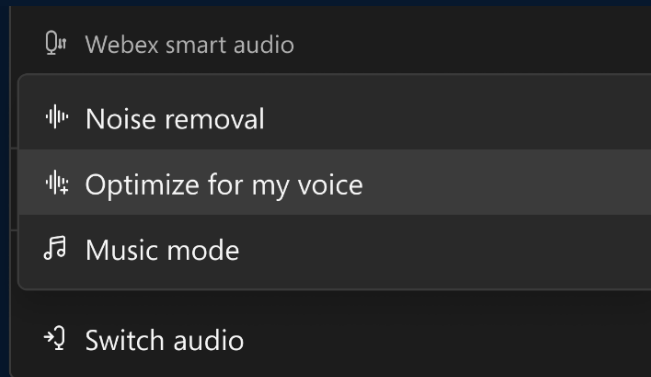 Webex smart audio
Noise removal
Optimize for my voice
Music mode
Switch audio